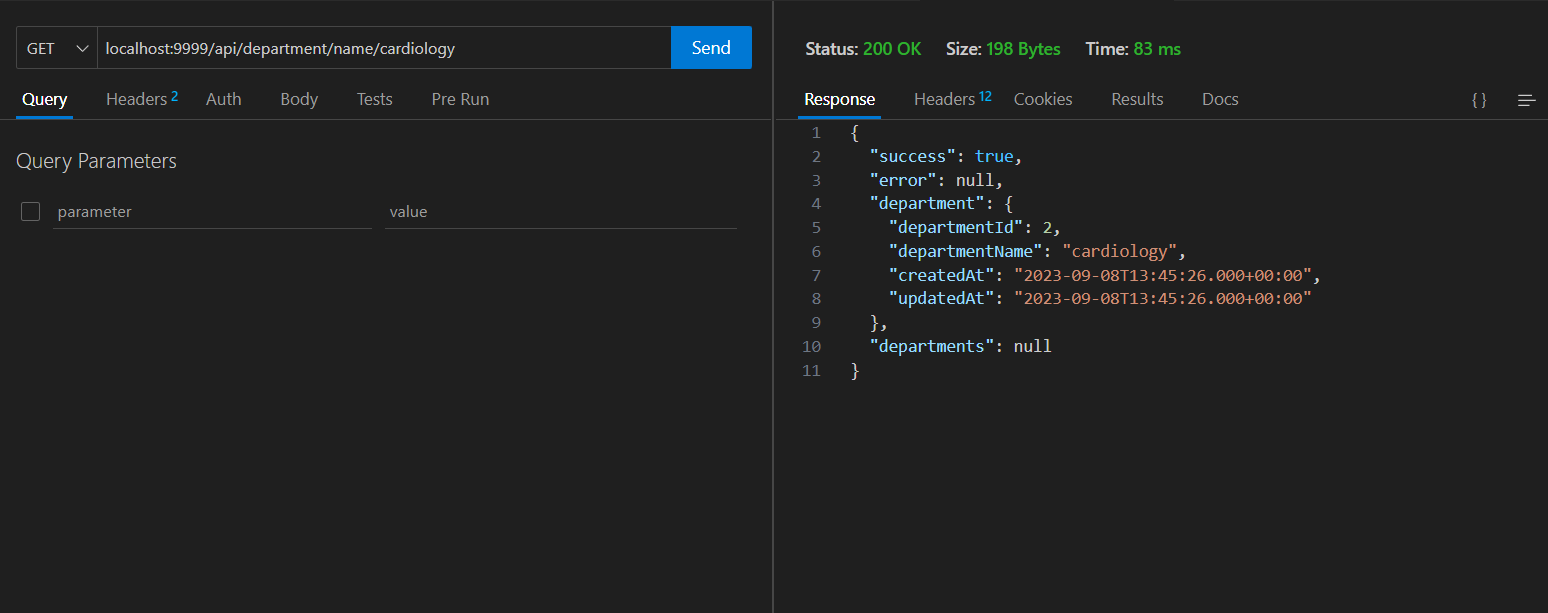 GET localhost:9999/api/department/name/cardiology Send
Query Headers 2 Auth Body Tests Pre Run
Query Parameters
parameter value
Status: 200 OK Size: 198 Bytes Time: 83 ms
Response Headers 12 Cookies Results Docs { }
1 {
2 "success": true,
3 "error": null,
4 "department": {
5 "departmentId": 2,
6 "departmentName": "cardiology",
7 "createdAt": "2023-09-08T13:45:26.000+00:00",
8 "updatedAt": "2023-09-08T13:45:26.000+00:00"
9 },
10 "departments": null
11 }